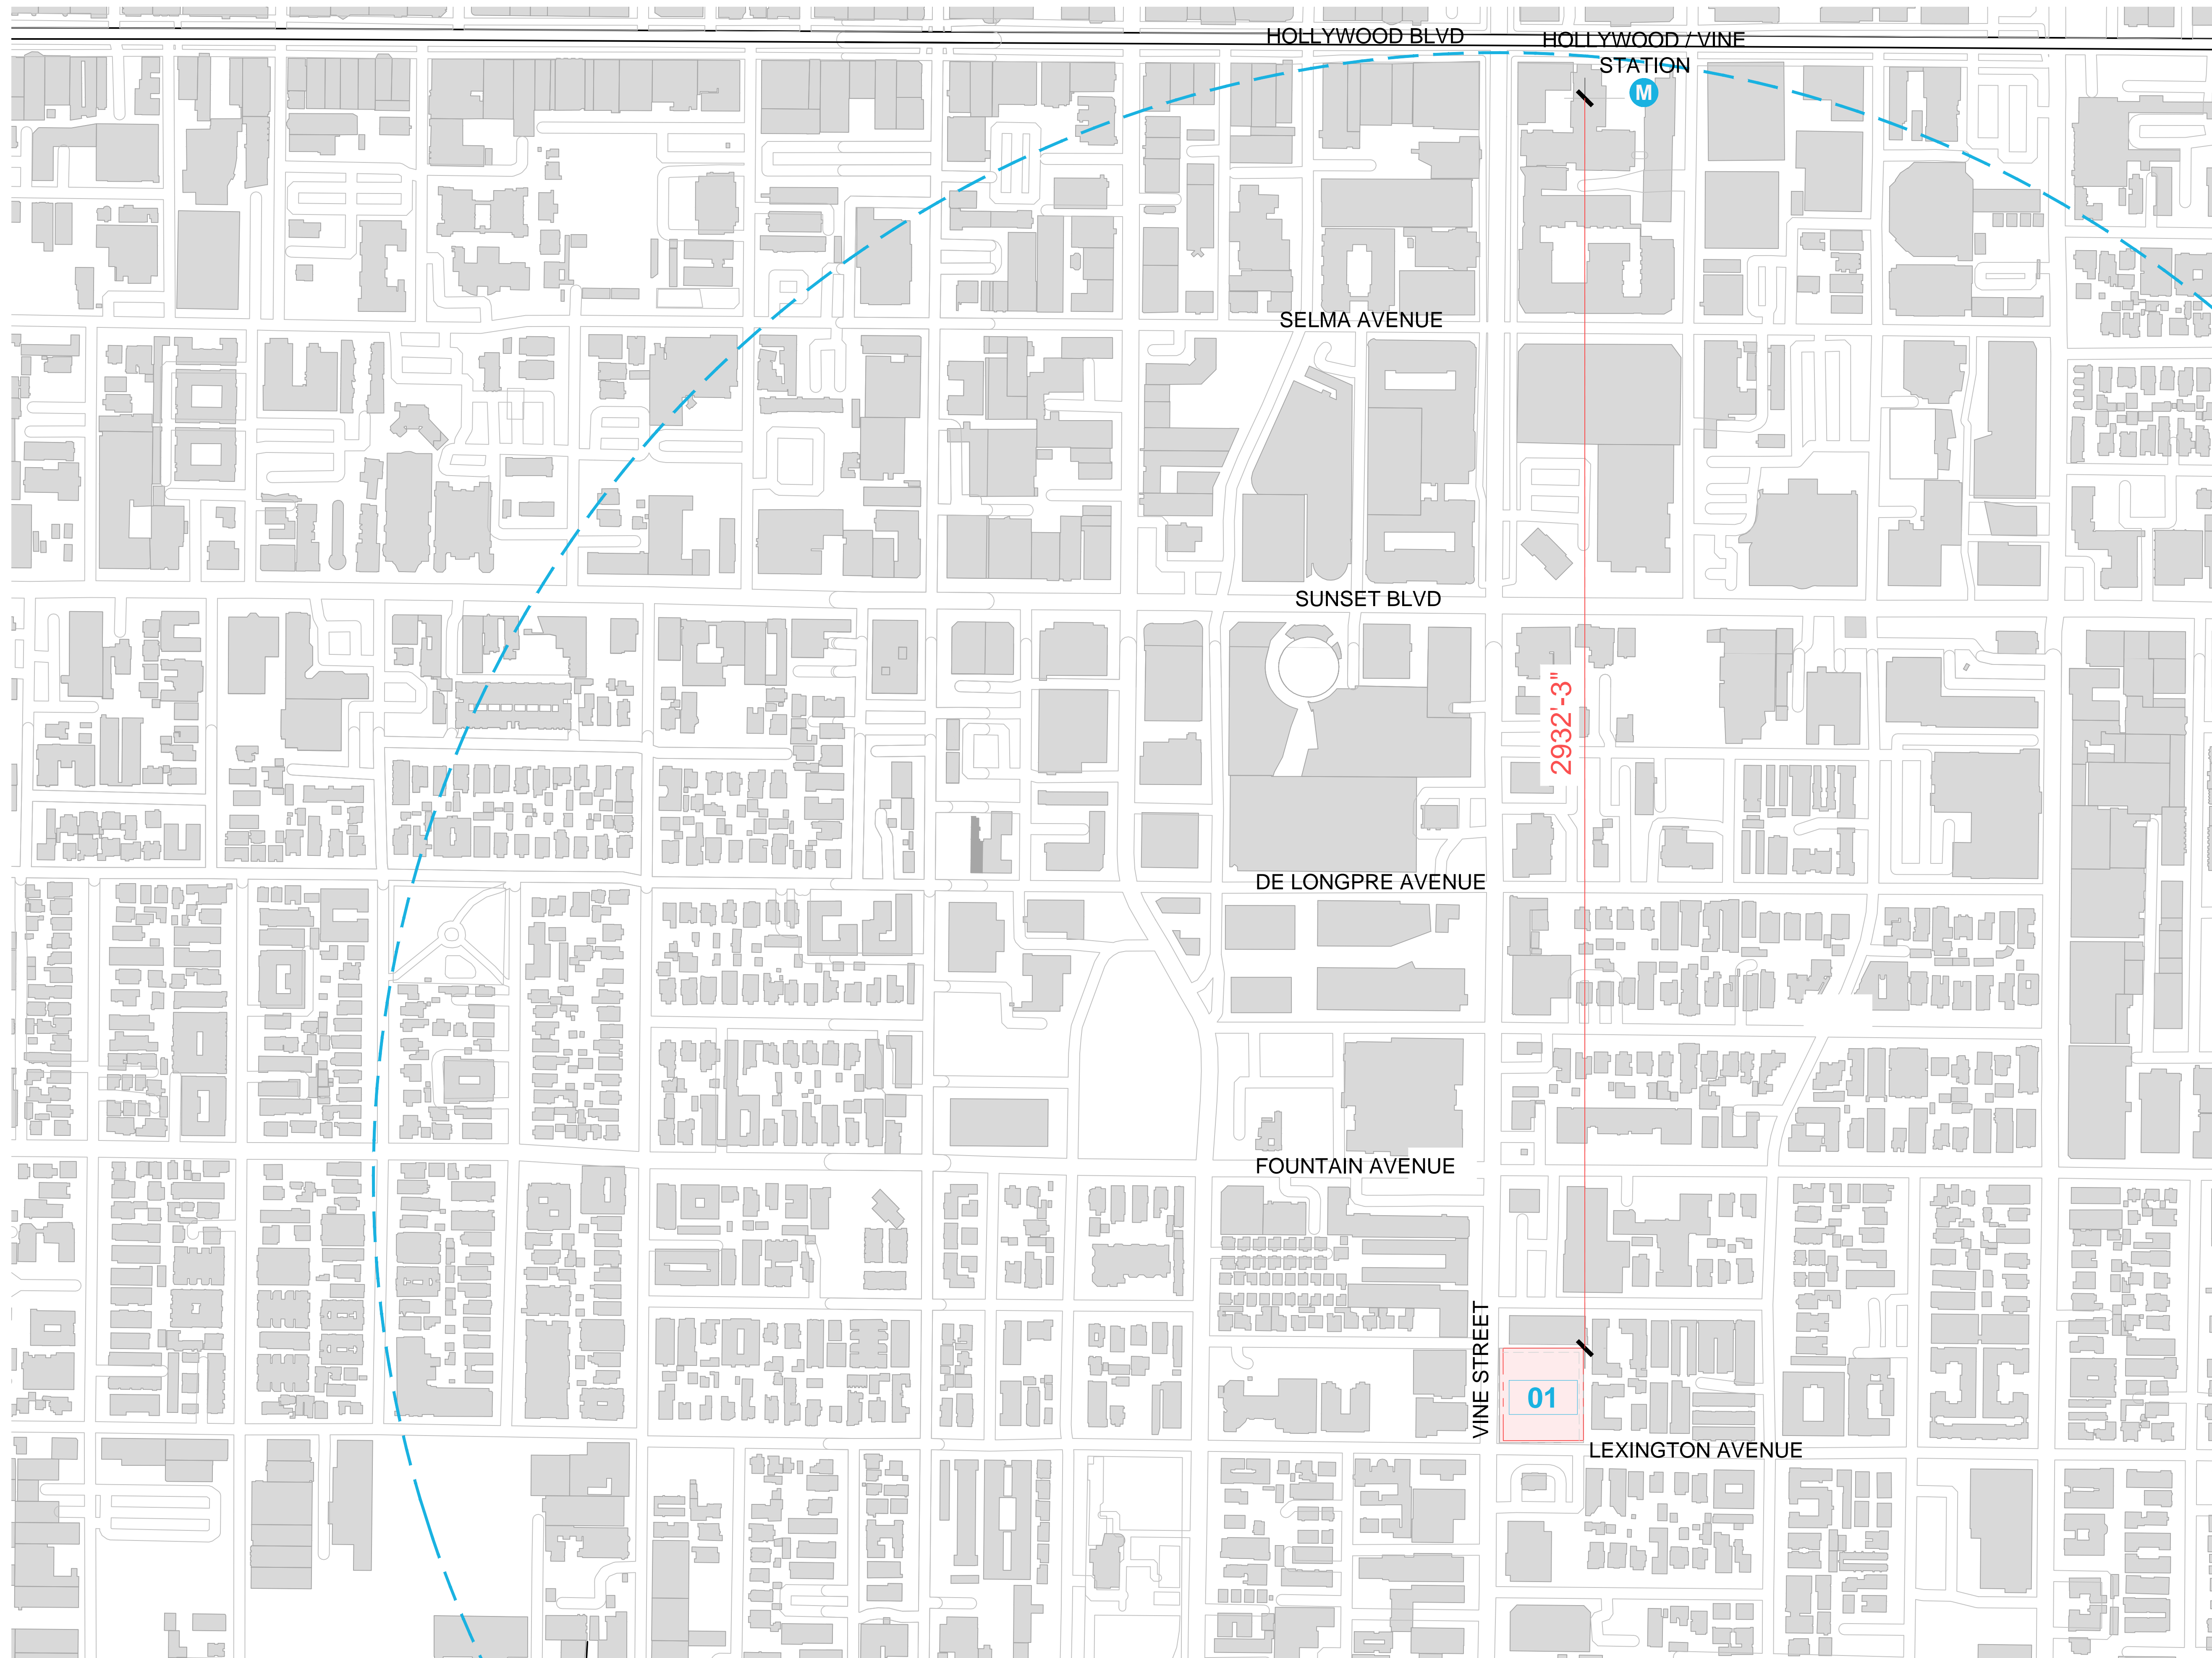 HOLLYWOOD BLVD
HOLLYWOOD / VINE
STATION
M
SELMA AVENUE
SUNSET BLVD
2932'-3"
DE LONGPRE AVENUE
FOUNTAIN AVENUE
VINE STREET
01
LEXINGTON AVENUE